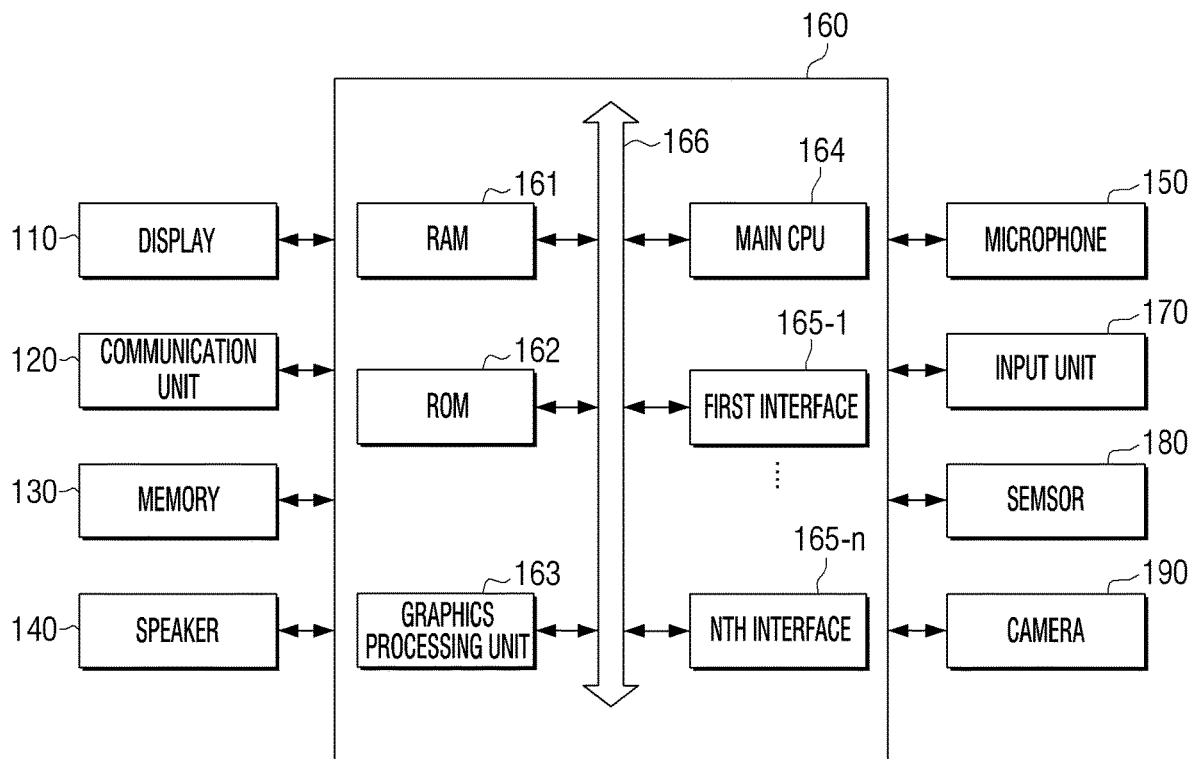 160
166
161
164
150
110
DISPLAY
RAM
MAIN CPU
MICROPHONE
120
COMMUNICATION
UNIT
162
ROM
165-1
FIRST INTERFACE
170
INPUT UNIT
130
MEMORY
180
SEMSOR
140
SPEAKER
163
GRAPHICS
PROCESSING UNIT
165-n
NTH INTERFACE
190
CAMERA